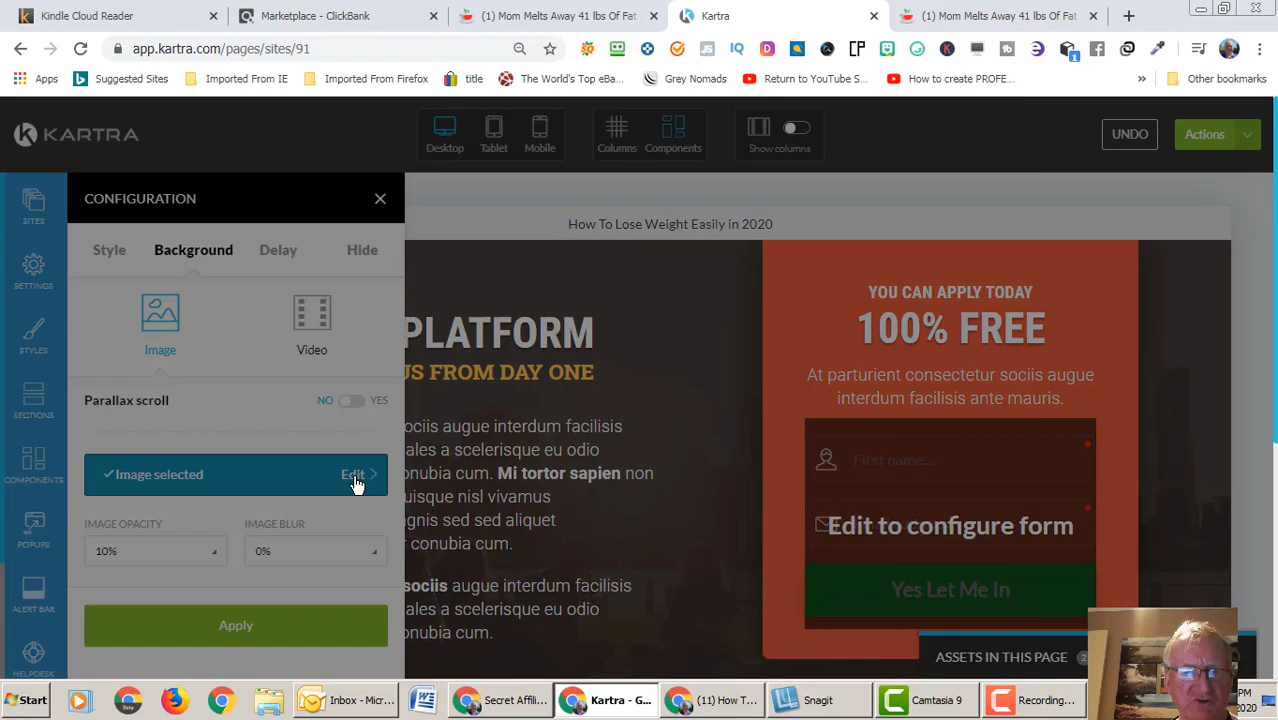 Kindle Cloud Reader
Marketplace - ClickBank
(1) Mom Melts Away 41 lbs Of Fat
Kartra
(1) Mom Melts Away 41 lbs Of Fat
app.kartra.com/pages/sites/91
Apps
Suggested Sites
Imported From IE
Imported From Firefox
title
The World's Top eBa...
Grey Nomads
Return to YouTube S...
How to create PROFE...
»
Other bookmarks
KARTRA
Desktop
Tablet
Mobile
Columns
Components
Show columns
UNDO
Actions
SITES
SETTINGS
STYLES
SECTIONS
COMPONENTS
POPUPS
ALERT BAR
HELPDESK
CONFIGURATION
Style
Background
Delay
Hide
Image
Video
Parallax scroll
NO
YES
Image selected
Edit
IMAGE OPACITY
IMAGE BLUR
10%
0%
Apply
How To Lose Weight Easily in 2020
PLATFORM
US FROM DAY ONE
sociis augue interdum facilisi
ales a scelerisque eu odio
conubia cum. Mi tortor sapien non
uisque nisl vivamus
gnis sed sed aliquet
r conubia cum.
sociis augue interdum facilisi
ales a scelerisque eu odio
conubia cum.
YOU CAN APPLY TODAY
100% FREE
At parturient consectetur sociis augue
interdum facilisis ante mauris.
First name...
Edit to configure form
Yes Let Me In
ASSETS IN THIS PAGE
2
Start
Inbox - Micr...
Secret Affili...
Kartra - G...
(11) How T...
Snagit
Camtasia 9
Recording...
PM
2020